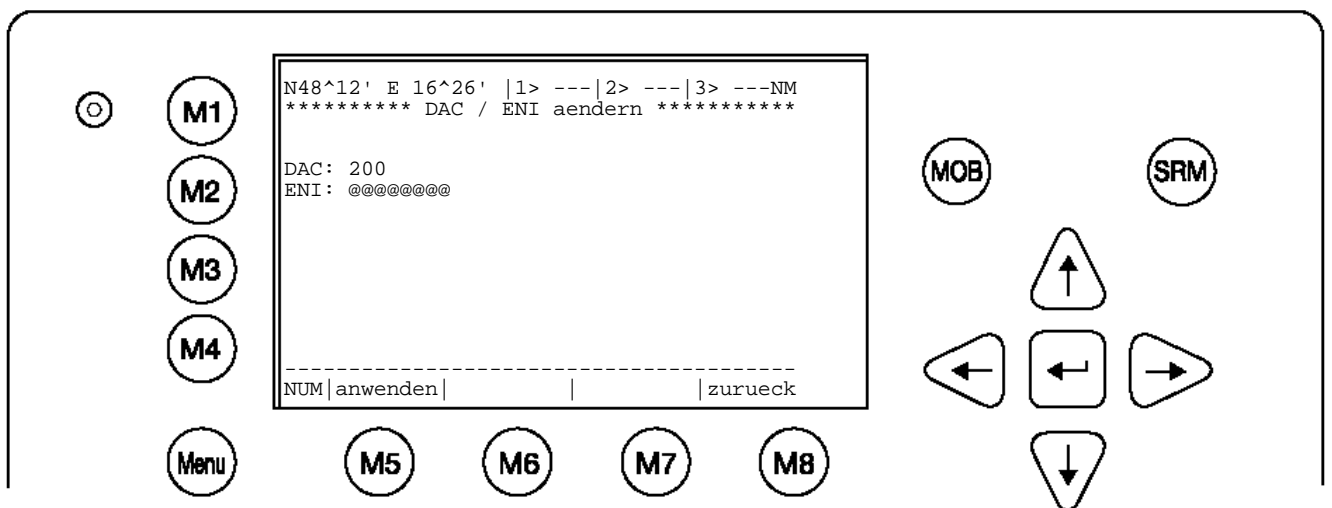 N48^12' E 16^26' |1> ---|2> ---|3> ---NM
********** DAC / ENI aendern ***********
DAC: 200
ENI: @@@@@@@@
----------------------------------------
NUM|anwenden|         |         |zurueck
M1
M2
M3
M4
Menu
M5
M6
M7
M8
MOB
SRM